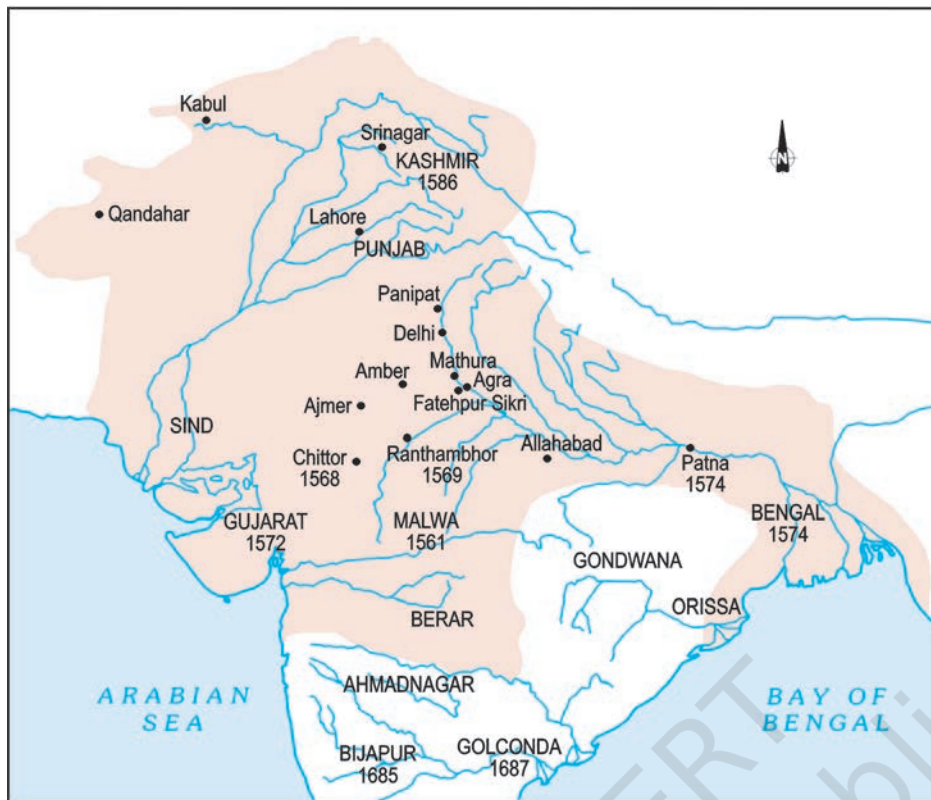 Kabul
Srinagar
KASHMIR
1586
N
Qandahar
Lahore
PUNJAB
Panipat
Delhi
Mathura
Agra
Amber
Fatehpur Sikri
Ajmer
SIND
Ranthambhor
1569
Allahabad
Chittor
1568
Patna
1574
GUJARAT
1572
MALWA
1561
BENGAL
1574
GONDWANA
ORISSA
BERAR
AHMADNAGAR
ARABIAN
SEA
BAY OF
BENGAL
BIJAPUR
1685
GOLCONDA
1687